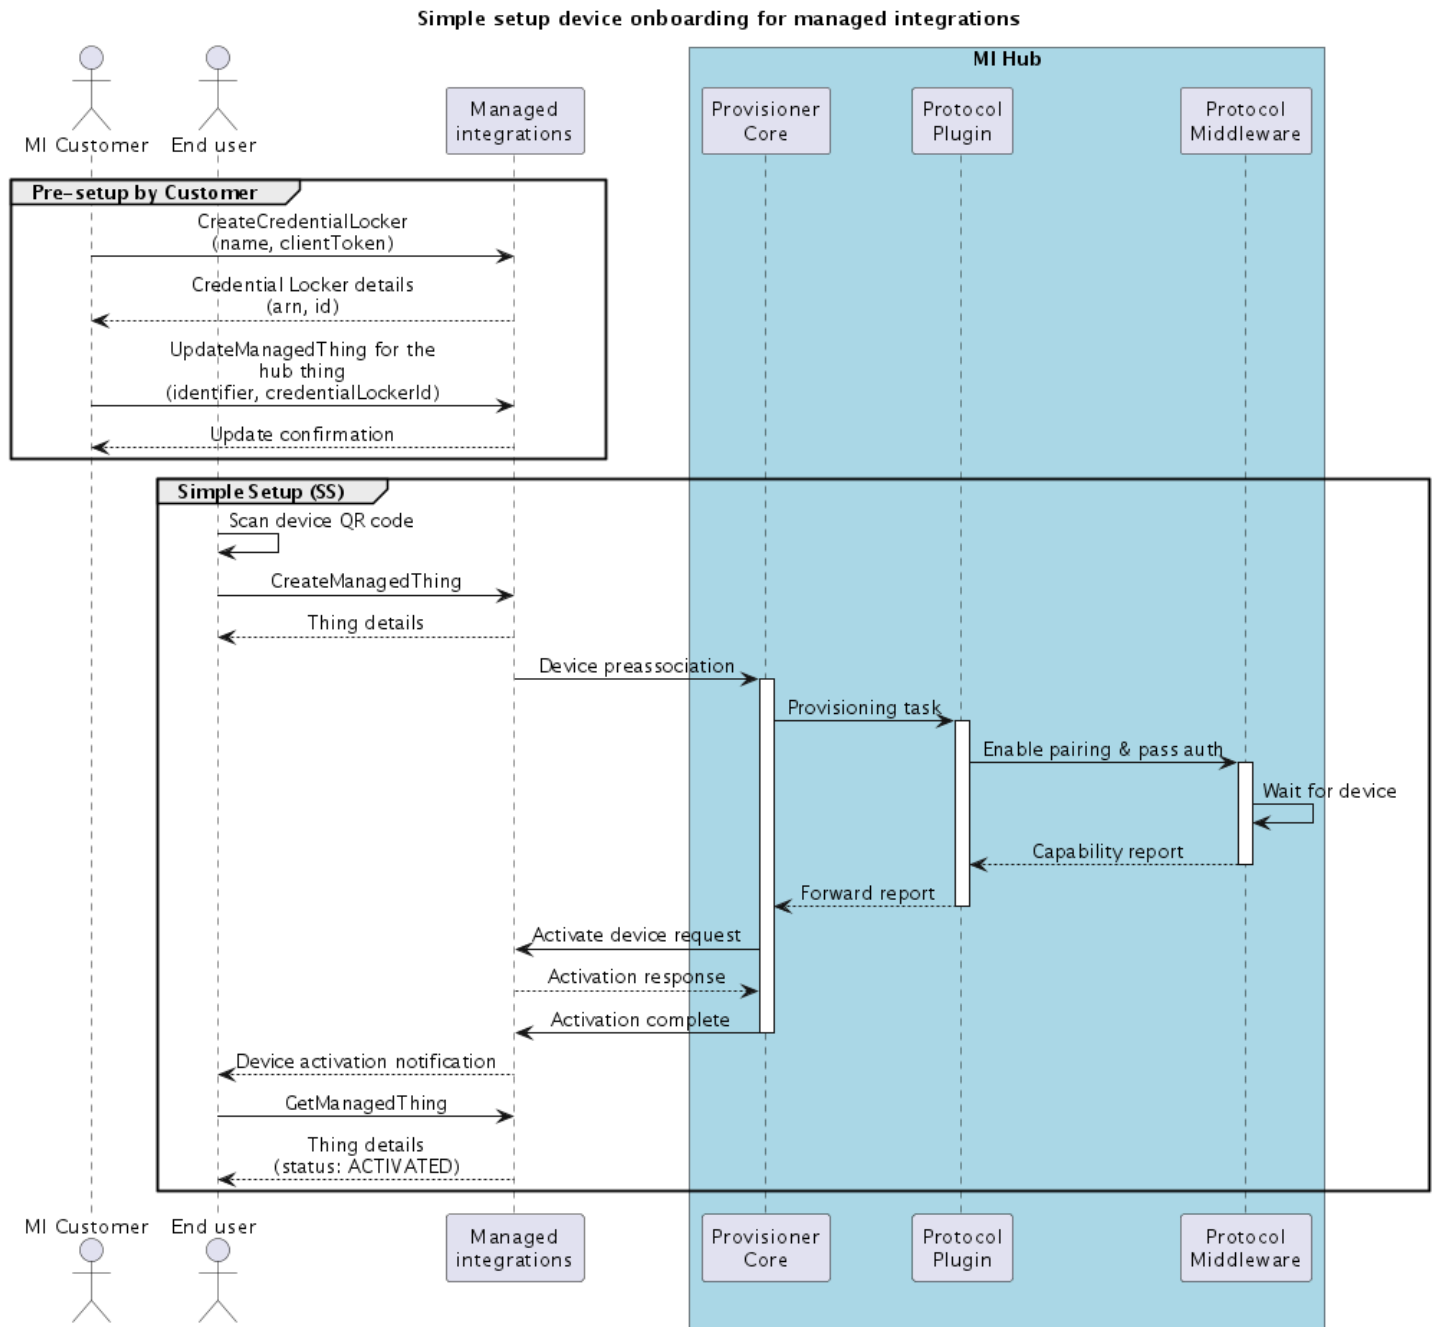 Simple setup device onboarding for managed integrations
MI Hub
MI Customer
End user
Managed
integrations
Provisioner
Core
Protocol
Plugin
Protocol
Middleware
Pre-setup by Customer
CreateCredentialLocker
(name, clientToken)
Credential Locker details
(arn, id)
UpdateManagedThing for the
hub thing
(identifier, credentialLockerId)
Update confirmation
Simple Setup (SS)
Scan device QR code
CreateManagedThing
Thing details
Device preassociation
Provisioning task
Enable pairing & pass auth
Wait for device
Capability report
Forward report
Activate device request
Activation response
Activation complete
Device activation notification
GetManagedThing
Thing details
(status: ACTIVATED)
MI Customer
End user
Managed
integrations
Provisioner
Core
Protocol
Plugin
Protocol
Middleware